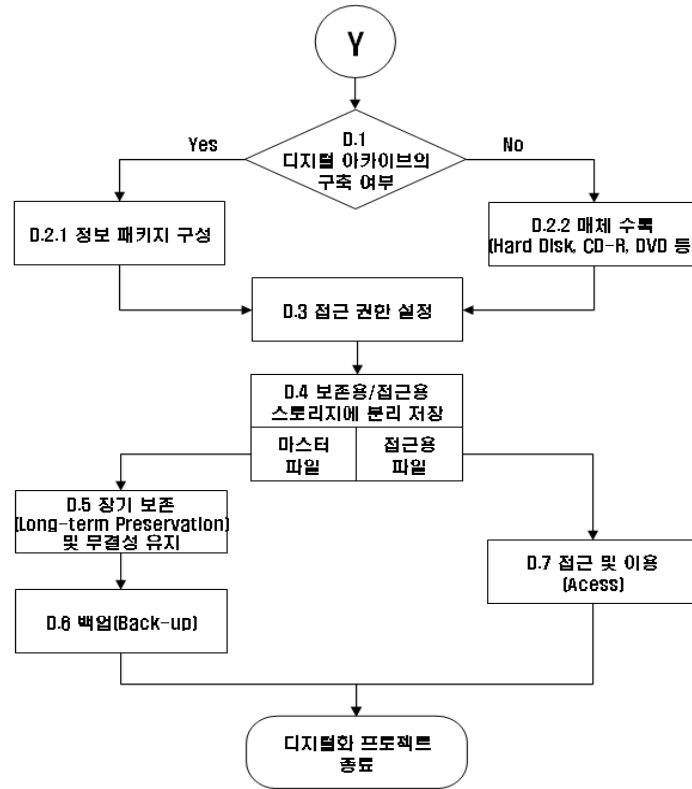 Y
D.1
디지털 아카이브의
구축 여부
Yes
No
D.2.1 정보 패키지 구성
D.2.2 매체 수록
(Hard Disk, CD-R, DVD 등
D.3 접근 권한 설정
D.4 보존용/접근용
스토리지에 분리 저장
마스터
파일
접근용
파일
D.5 장기 보존
(Long-term Preservation)
및 무결성 유지
D.6 백업(Back-up)
D.7 접근 및 이용
(Acess)
디지털화 프로젝트
종료